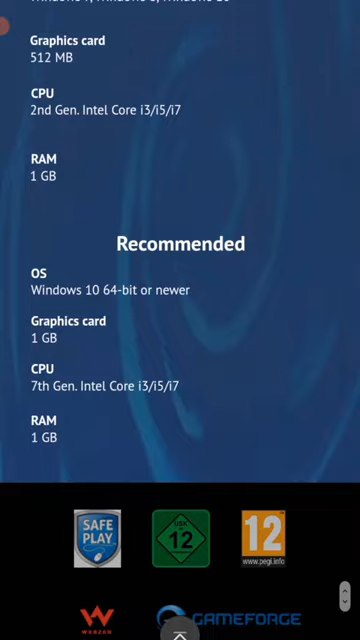 Graphics card
512 MB
CPU
2nd Gen. Intel Core i3/i5/i7
RAM
1 GB
Recommended
OS
Windows 10 64-bit or newer
Graphics card
1 GB
CPU
7th Gen. Intel Core i3/i5/i7
RAM
1 GB
SAFE
PLAY
USK
12
12
www.pegi.info
WEBZEN
GAMEFORGE